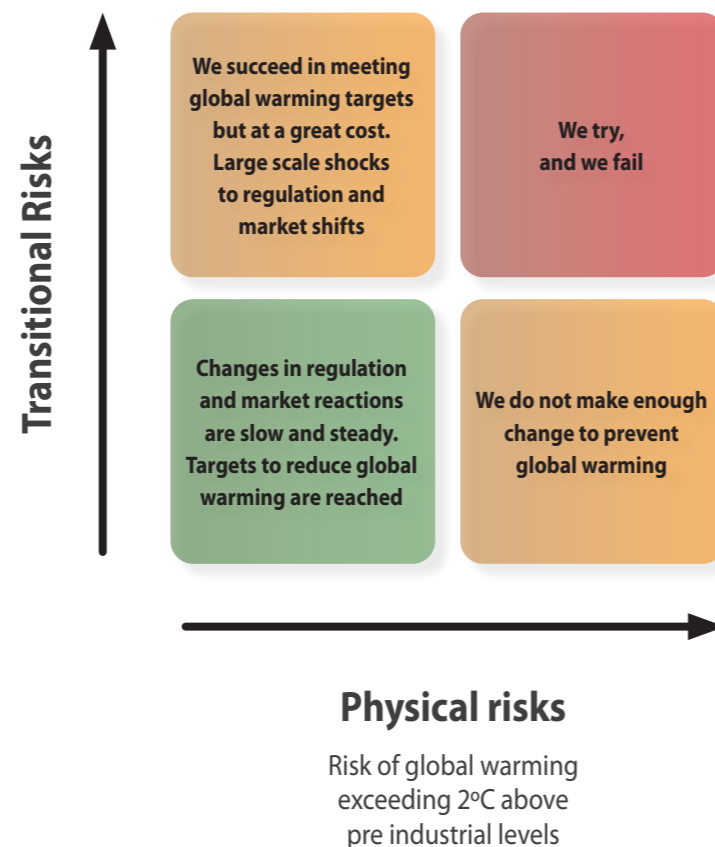 Transitional Risks
We succeed in meeting
global warming targets
but at a great cost.
Large scale shocks
to regulation and
market shifts
We try,
and we fail
Changes in regulation
and market reactions
are slow and steady.
Targets to reduce global
warming are reached
We do not make enough
change to prevent
global warming
Physical risks
Risk of global warming
exceeding 2ºC above
pre industrial levels